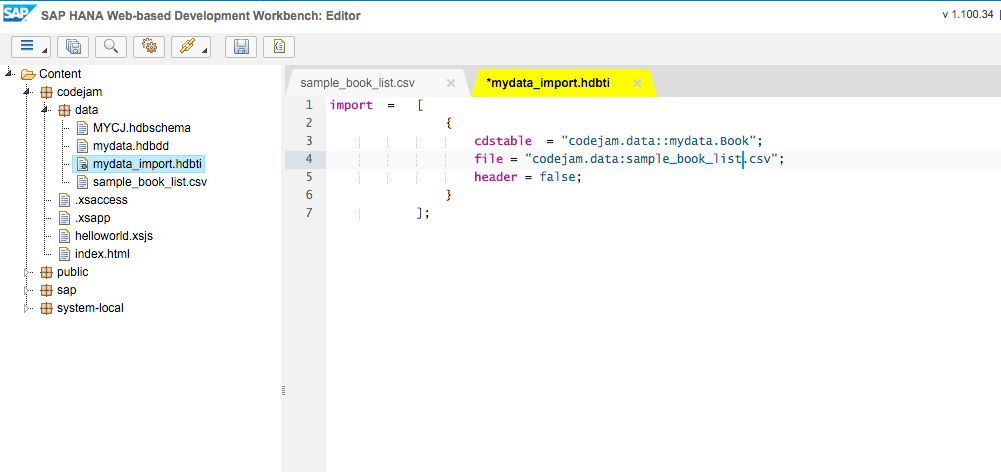 SAP SAP HANA Web-based Development Workbench: Editor
v 1.100.34
Content
codejam
data
MYCJ.hdbschema
mydata.hdbdd
mydata_import.hdbti
sample_book_list.csv
.xsaccess
.xsapp
helloworld.xsjs
index.html
public
sap
system-local
sample_book_list.csv × *mydata_import.hdbti ×
1 import = [
2 {
3 cdstable = "codejam.data::mydata.Book";
4 file = "codejam.data:sample_book_list.csv";
5 header = false;
6 }
7 ];